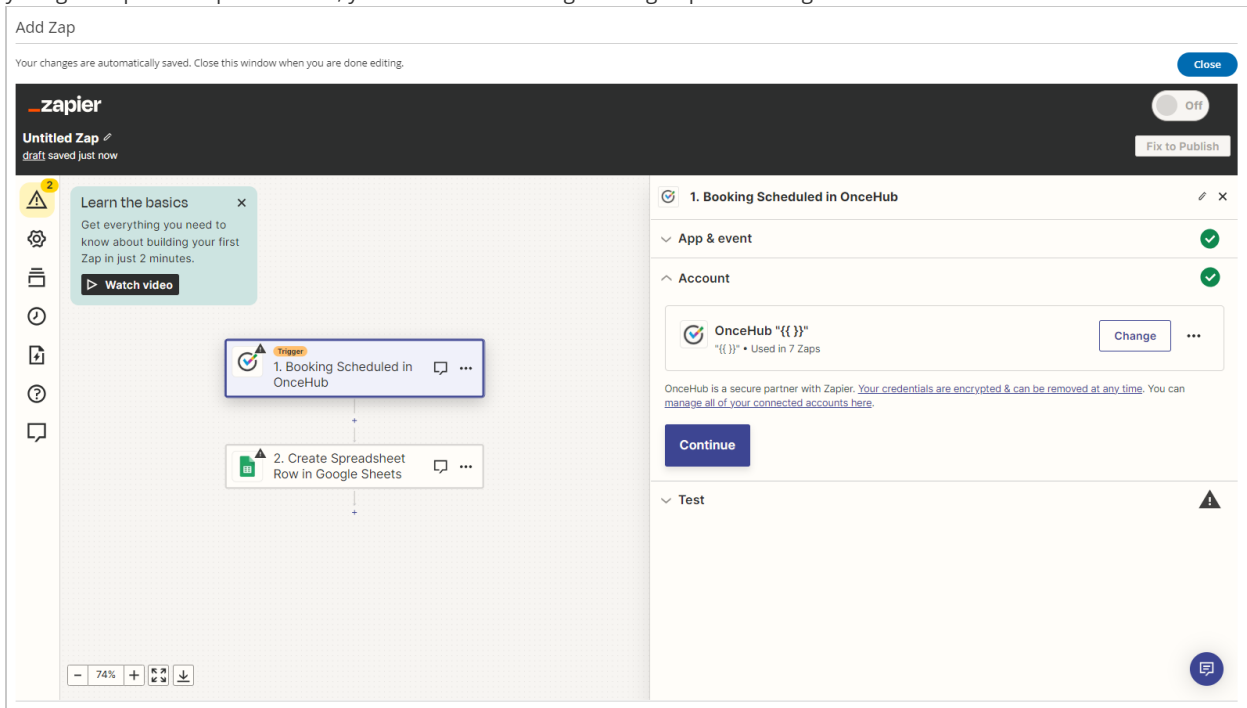 Add Zap
Your changes are automatically saved. Close this window when you are done editing.
Close
_zapier
Off
Untitled Zap
draft saved just now
Fix to Publish
2
Learn the basics
Get everything you need to
know about building your first
Zap in just 2 minutes.
Watch video
Trigger
1. Booking Scheduled in
OnceHub
2. Create Spreadsheet
Row in Google Sheets
74%
1. Booking Scheduled in OnceHub
App & event
Account
OnceHub "{{ }}"
"{{ }}" • Used in 7 Zaps
Change
OnceHub is a secure partner with Zapier. Your credentials are encrypted & can be removed at any time. You can
manage all of your connected accounts here.
Continue
Test